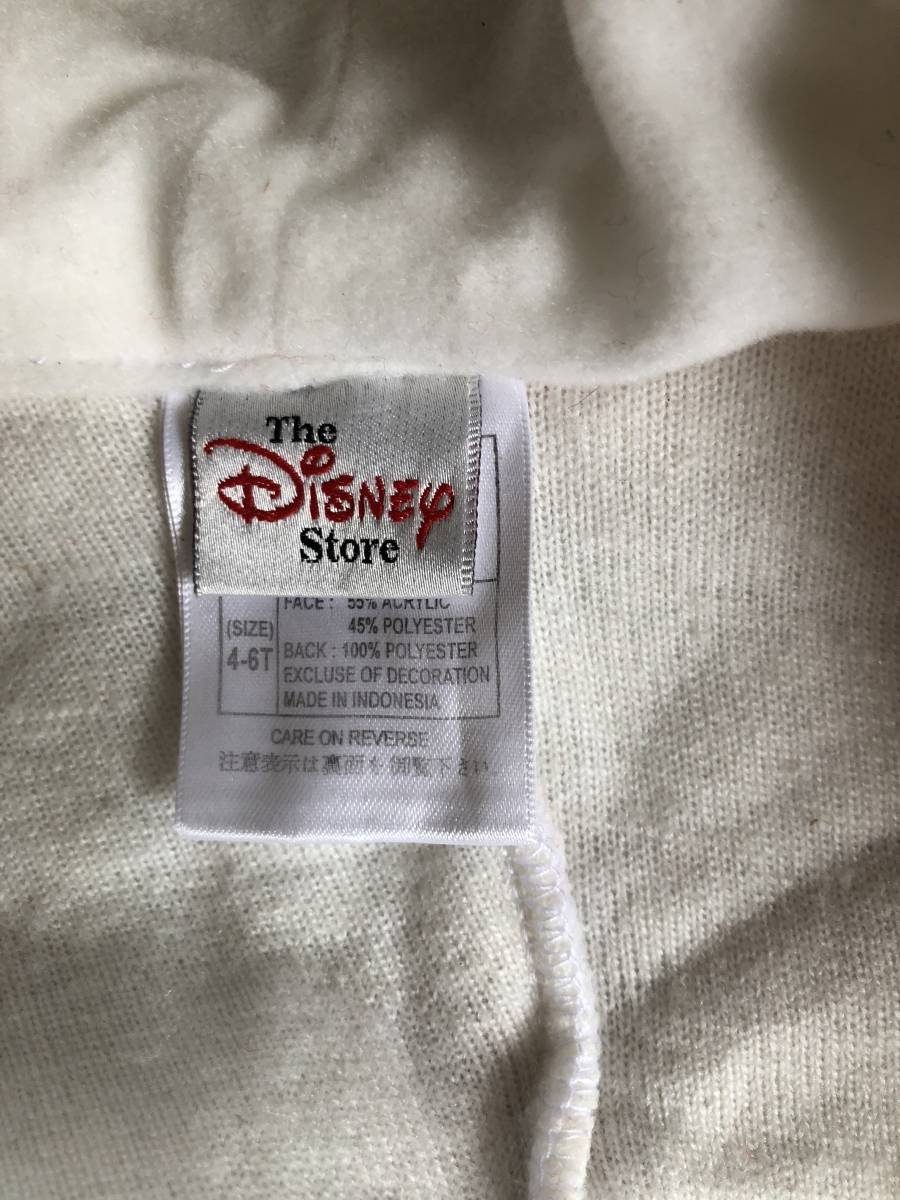 The
Disney
Store
FACE : 55% ACRYLIC
45% POLYESTER
(SIZE)
4-6T
BACK : 100% POLYESTER
EXCLUSE OF DECORATION
MADE IN INDONESIA
CARE ON REVERSE
注意表示は裏面を御覧下さい。